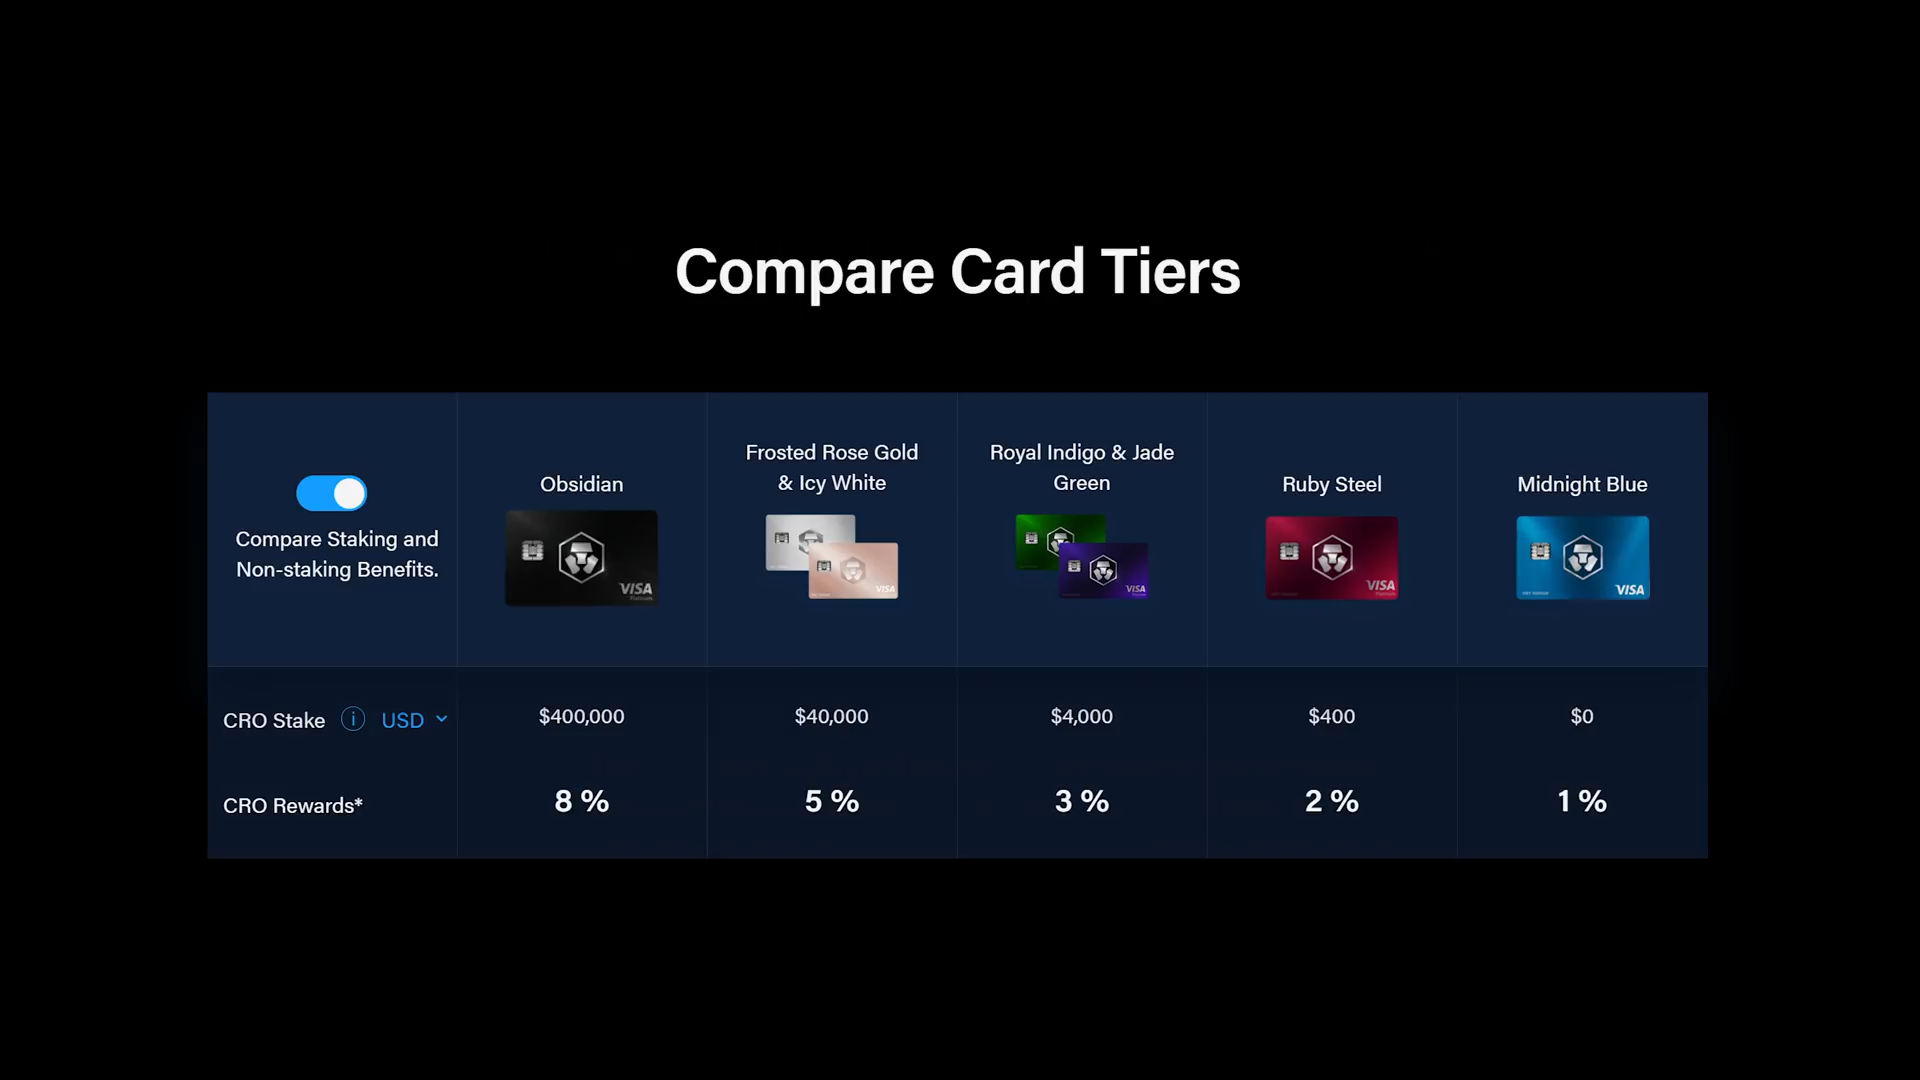 Compare Card Tiers
Compare Staking and
Non-staking Benefits.
Obsidian
VISA
Platinum
Frosted Rose Gold
& Icy White
VISA
Royal Indigo & Jade
Green
VISA
Ruby Steel
VISA
Platinum
Midnight Blue
VISA
CRO Stake i USD
$400,000
$40,000
$4,000
$400
$0
CRO Rewards*
8 %
5 %
3 %
2 %
1 %